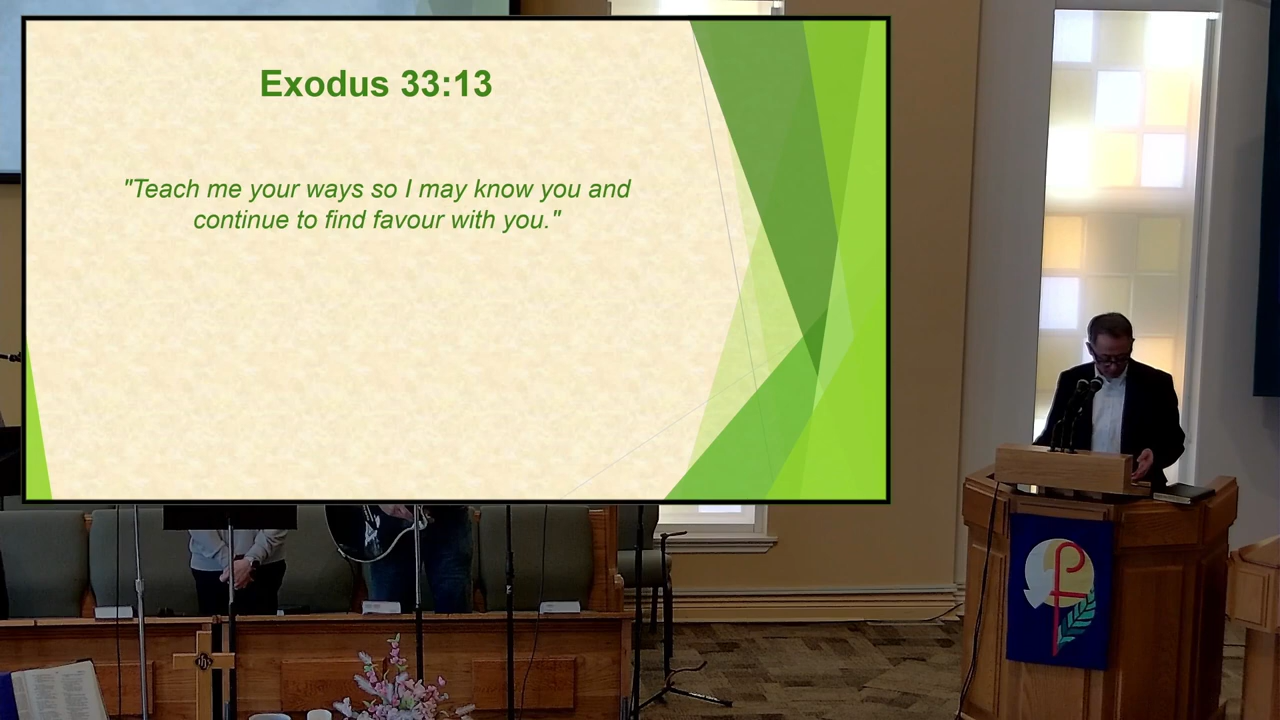 Exodus 33:13
"Teach me your ways so I may know you and
continue to find favour with you."